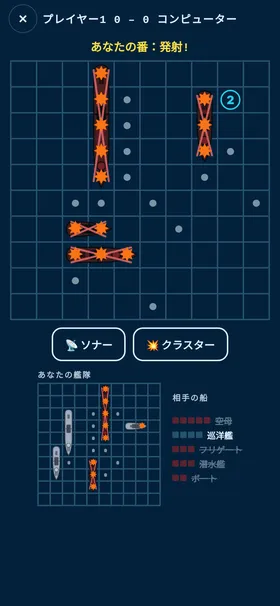 × プレイヤー1 0 – 0 コンピューター
あなたの番：発射!
2
ソナー クラスター
あなたの艦隊
相手の船
空母
巡洋艦
フリゲート
潜水艦
ボート